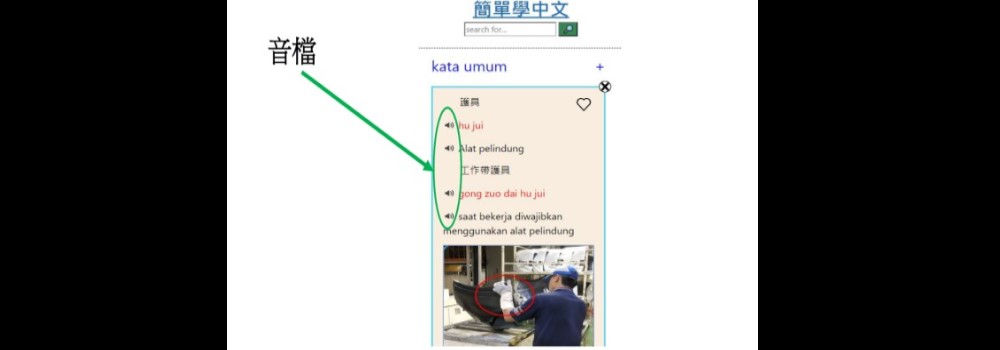 簡單學中文
search for...
音檔
kata umum +
護具
hu jui
Alat pelindung
工作帶護具
gong zuo dai hu jui
saat bekerja diwajibkan
menggunakan alat pelindung